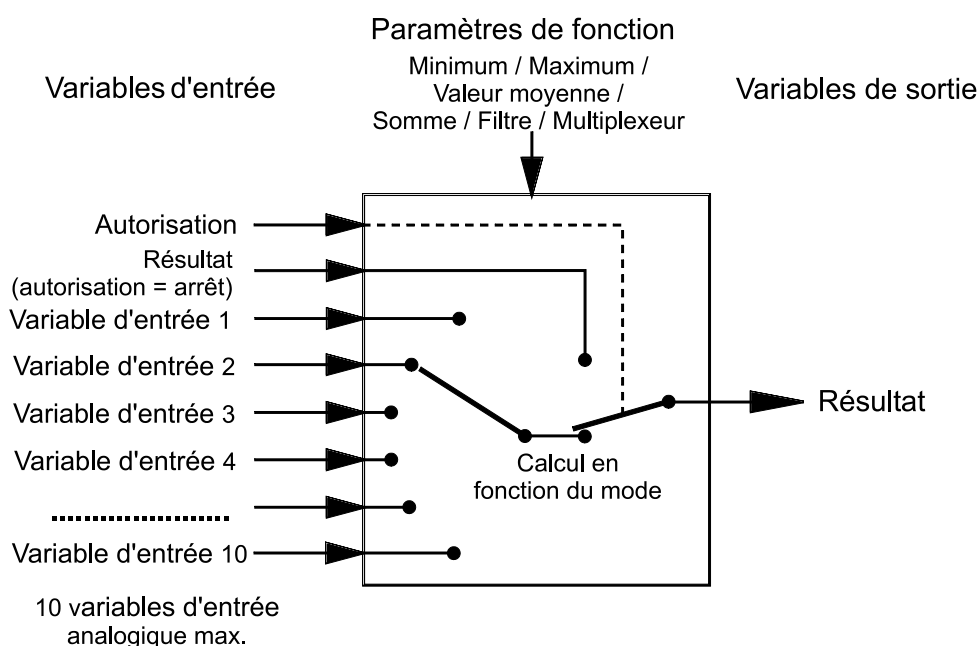 Paramètres de fonction
Minimum / Maximum /
Valeur moyenne /
Somme / Filtre / Multiplexeur
Variables d'entrée
Variables de sortie
Autorisation
Résultat
(autorisation = arrêt)
Variable d'entrée 1
Variable d'entrée 2
Variable d'entrée 3
Variable d'entrée 4
Variable d'entrée 10
10 variables d'entrée
analogique max.
Calcul en
fonction du mode
Résultat